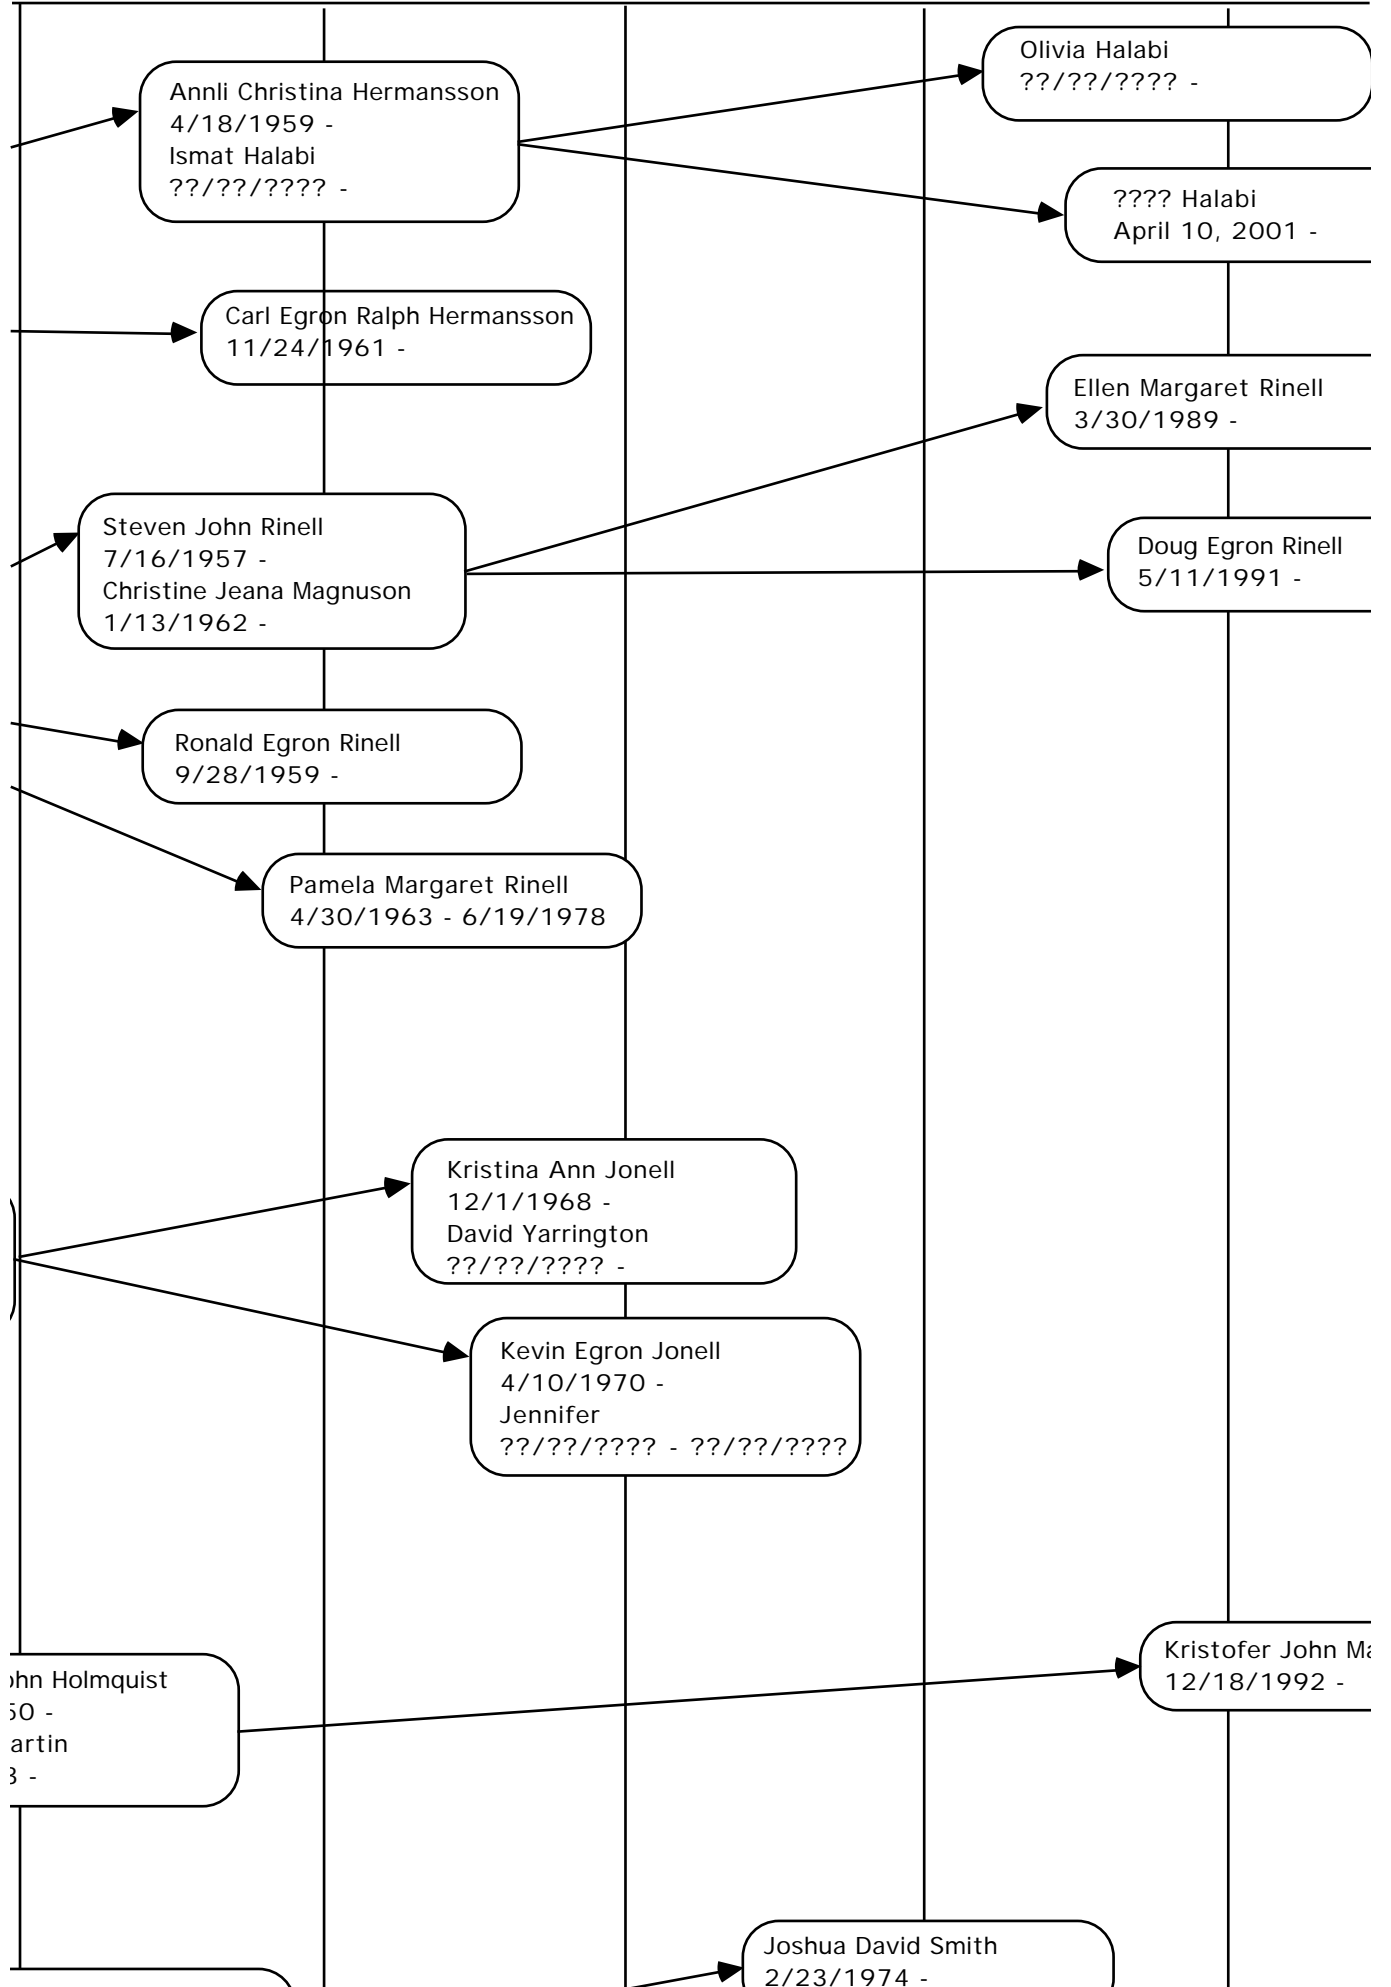 Olivia Halabi
??/??/???? -
Annli Christina Hermansson
4/18/1959 -
Ismat Halabi
??/??/???? -
???? Halabi
April 10, 2001 -
Carl Egron Ralph Hermansson
11/24/1961 -
Ellen Margaret Rinell
3/30/1989 -
Steven John Rinell
7/16/1957 -
Christine Jeana Magnuson
1/13/1962 -
Doug Egron Rinell
5/11/1991 -
Ronald Egron Rinell
9/28/1959 -
Pamela Margaret Rinell
4/30/1963 - 6/19/1978
Kristina Ann Jonell
12/1/1968 -
David Yarrington
??/??/???? -
Kevin Egron Jonell
4/10/1970 -
Jennifer
??/??/???? - ??/??/????
Kristofer John
12/18/1992 -
Holmquist
Joshua David Smith
2/23/1974 -